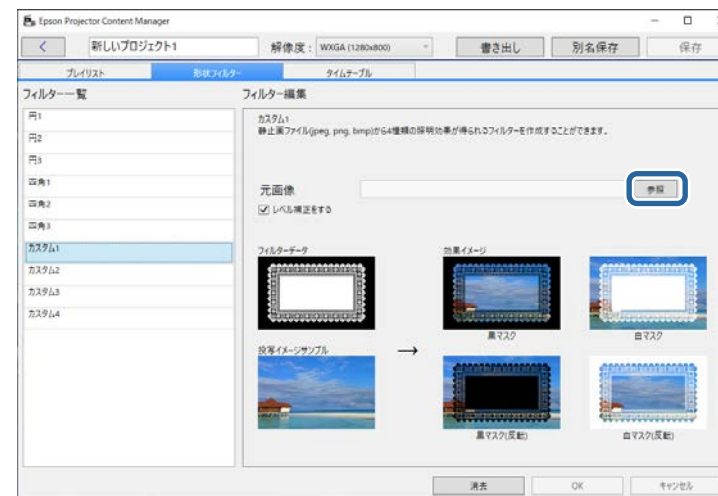 Epson Projector Content Manager
新しいプロジェクト1
解像度： WXGA (1280x800)
書き出し
別名保存
保存
プレイリスト
形状フィルター
タイムテーブル
フィルター一覧
フィルター編集
円1
円2
円3
四角1
四角2
四角3
カスタム1
カスタム2
カスタム3
カスタム4
カスタム1
静止画ファイル(jpeg, png, bmp)から4種類の照明効果が得られるフィルターを作成することができます。
元画像
参照
レベル補正をする
フィルターデータ
効果イメージ
黒マスク
白マスク
投写イメージサンプル
→
黒マスク(反転)
白マスク(反転)
消去
OK
キャンセル